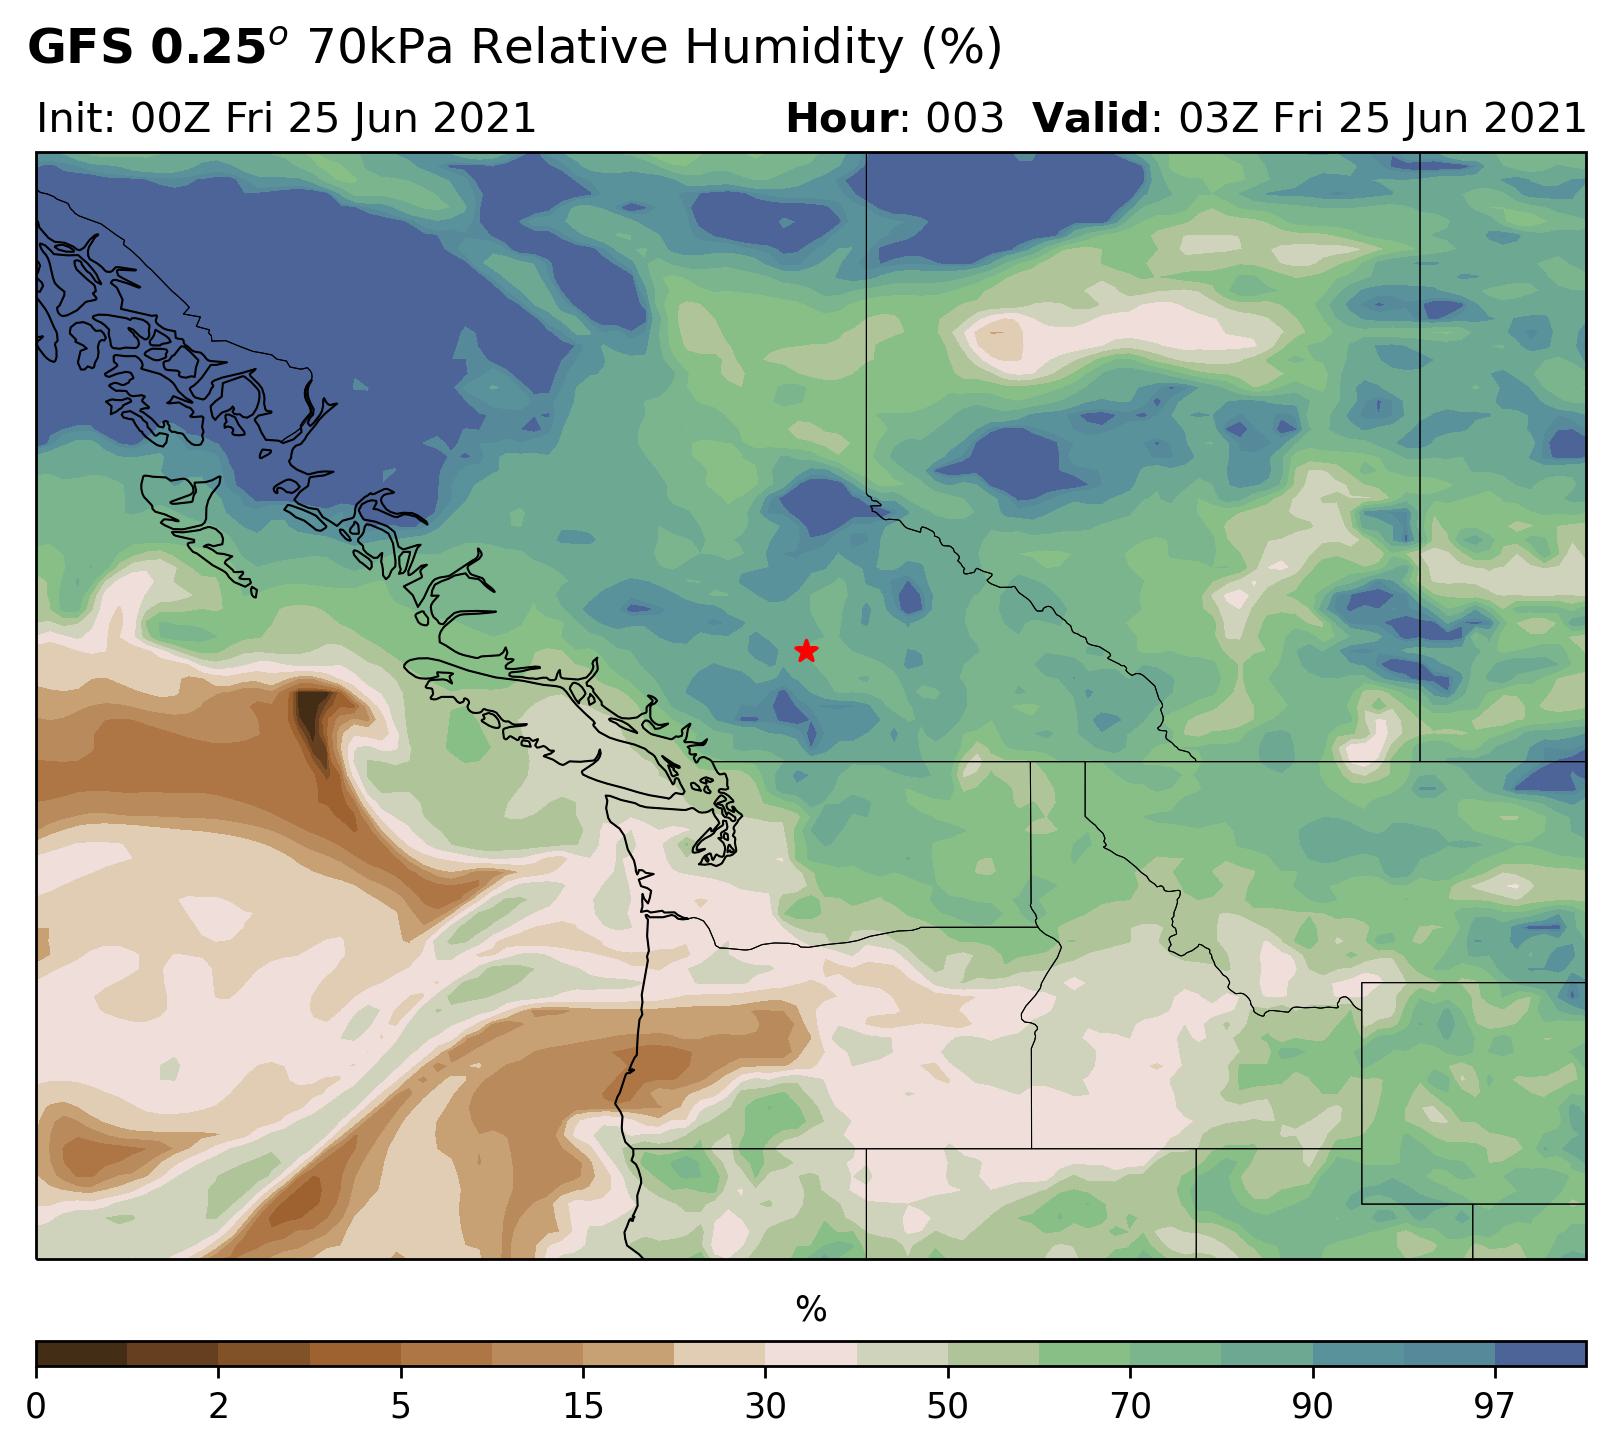 GFS 0.25° 70kPa Relative Humidity (%)
Init: 00Z Fri 25 Jun 2021 Hour: 003 Valid: 03Z Fri 25 Jun 2021
%
0 2 5 15 30 50 70 90 97